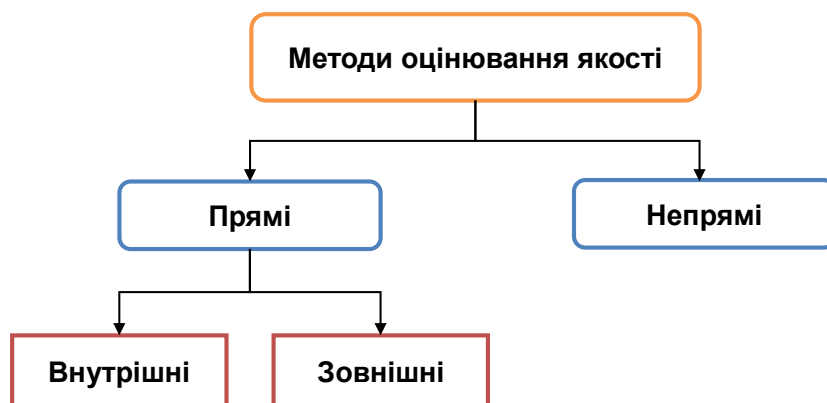 Методи оцінювання якості
Прямі
Непрямі
Внутрішні
Зовнішні